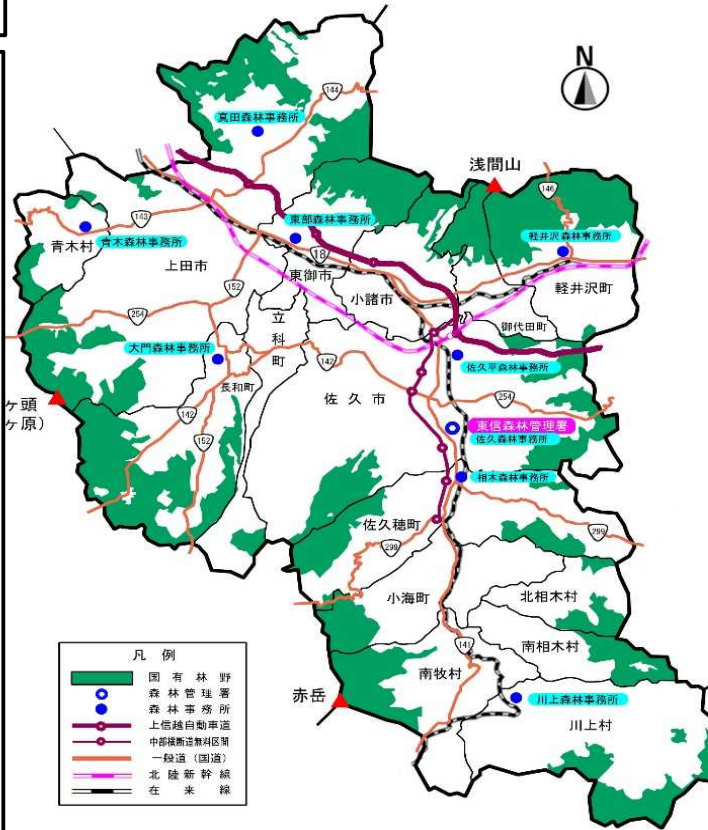 N
144
真田森林事務所
浅間山
146
143
東部森林事務所
青木村
青木森林事務所
軽井沢森林事務所
上田市
18
東御市
152
小諸市
軽井沢町
254
立科町
御代田町
大門森林事務所
142
佐久平森林事務所
長和町
佐久市
254
ヶ頭
ヶ原)
142
東信森林管理署
佐久森林事務所
152
相木森林事務所
佐久穂町
299
299
小海町
北相木村
141
南相木村
南牧村
赤岳
川上森林事務所
川上村
凡例
国有林野
森林管理署
森林事務所
上信越自動車道
中部横断道無料区間
一般道(国道)
北陸新幹線
在来線